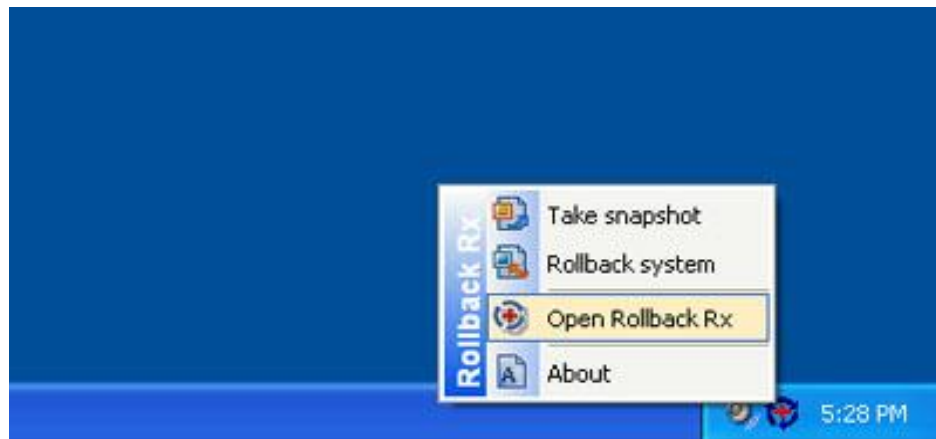 Rollback Rx
Take snapshot
Rollback system
Open Rollback Rx
About
5:28 PM